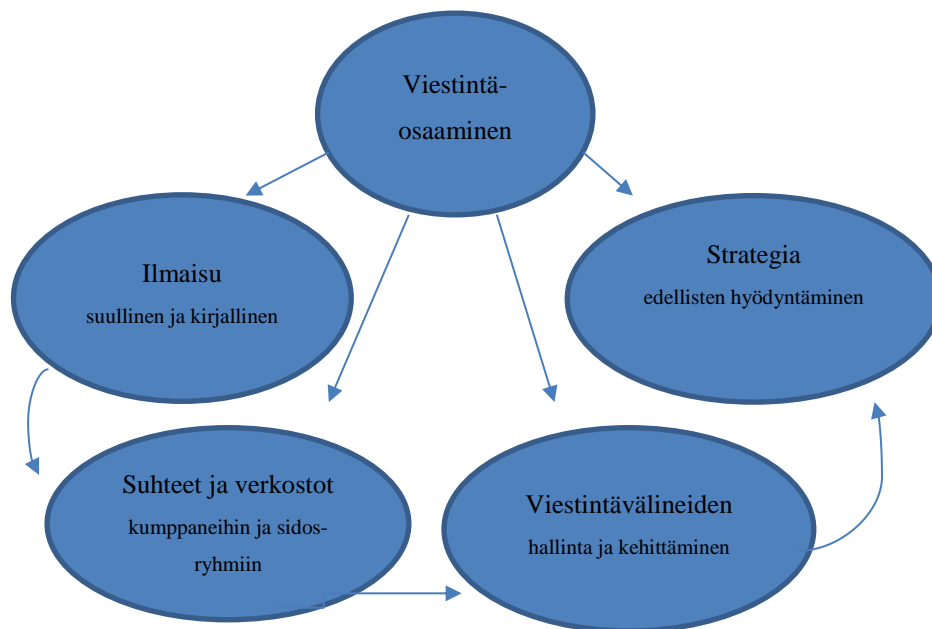 Viestintä-
osaaminen
Ilmaisu
suullinen ja kirjallinen
Strategia
edellisten hyödyntäminen
Suhteet ja verkostot
kumppaneihin ja sidos-
ryhmiin
Viestintävälineiden
hallinta ja kehittäminen